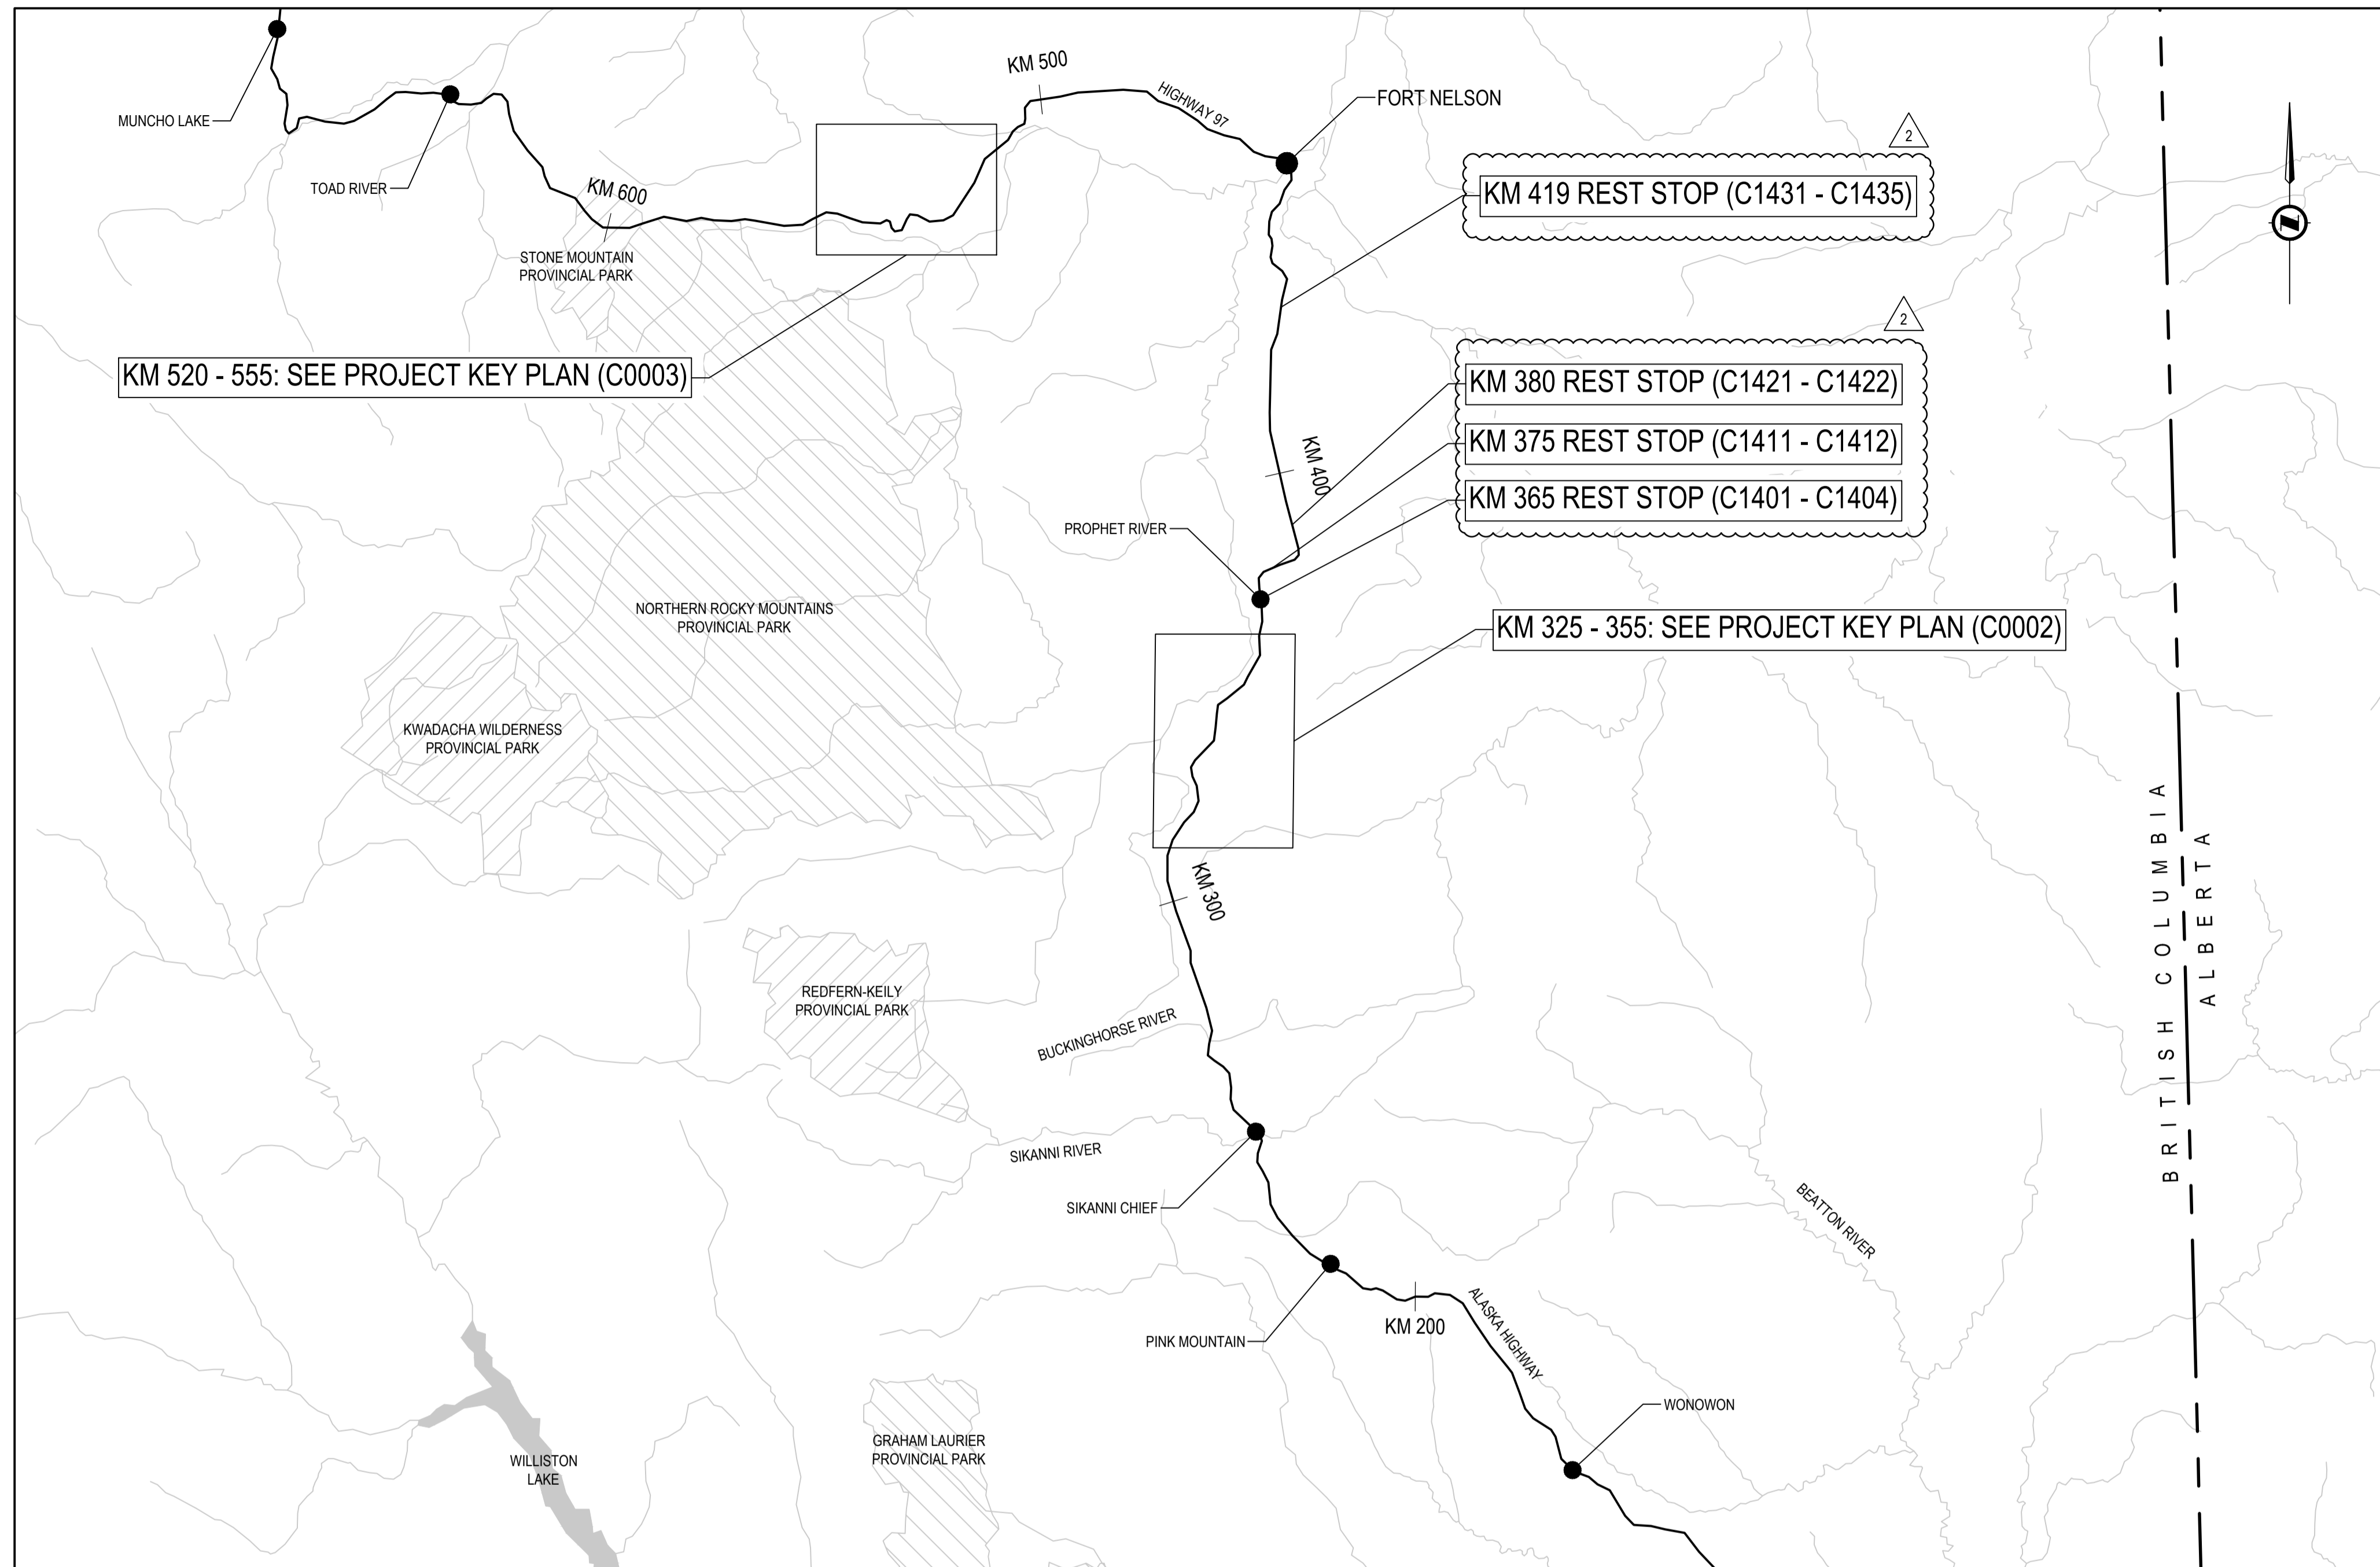 MUNCHO LAKE
TOAD RIVER
KM 600
STONE MOUNTAIN
PROVINCIAL PARK
KM 500
HIGHWAY 97
FORT NELSON
2
KM 419 REST STOP (C1431 - C1435)
N
KM 520 - 555: SEE PROJECT KEY PLAN (C0003)
2
KM 380 REST STOP (C1421 - C1422)
KM 375 REST STOP (C1411 - C1412)
KM 365 REST STOP (C1401 - C1404)
KM 400
PROPHET RIVER
NORTHERN ROCKY MOUNTAINS
PROVINCIAL PARK
KM 325 - 355: SEE PROJECT KEY PLAN (C0002)
KWADACHA WILDERNESS
PROVINCIAL PARK
KM 300
BRITISH COLUMBIA
ALBERTA
REDFERN-KEILY
PROVINCIAL PARK
BUCKINGHORSE RIVER
SIKANNI RIVER
SIKANNI CHIEF
BEATTON RIVER
PINK MOUNTAIN
KM 200
ALASKA HIGHWAY
WONOWON
GRAHAM LAURIER
PROVINCIAL PARK
WILLISTON
LAKE